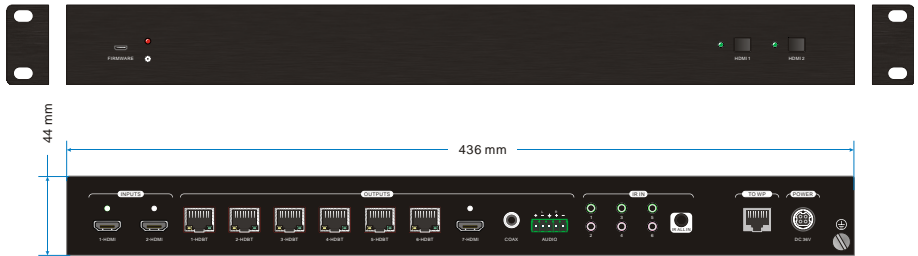 FIRMWARE
HDMI 1
HDMI 2
44 mm
436 mm
INPUTS
OUTPUTS
IR IN
TO WP
POWER
1-HDMI
2-HDMI
1-HDBT
2-HDBT
3-HDBT
4-HDBT
5-HDBT
6-HDBT
7-HDMI
COAX
AUDIO
1
3
5
2
4
6
IR ALL IN
DC 36V